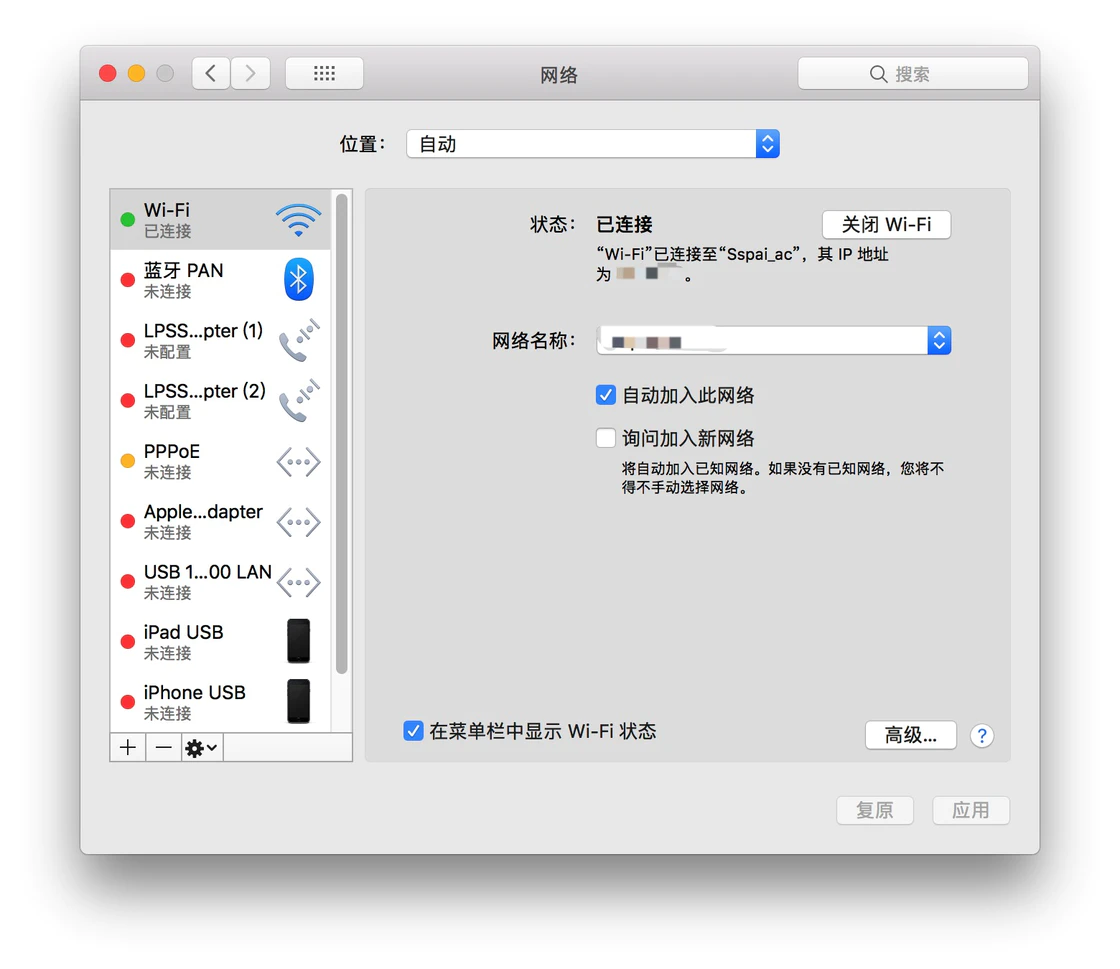 网络
搜索
位置：
自动
Wi-Fi
已连接
蓝牙 PAN
未连接
LPSS...pter (1)
未配置
LPSS...pter (2)
未配置
PPPoE
未连接
Apple...dapter
未连接
USB 1...00 LAN
未连接
iPad USB
未连接
iPhone USB
未连接
状态：
已连接
关闭 Wi-Fi
“Wi-Fi”已连接至“Sspai_ac”，其 IP 地址
为 。
网络名称：
自动加入此网络
询问加入新网络
将自动加入已知网络。如果没有已知网络，您将不
得不手动选择网络。
在菜单栏中显示 Wi-Fi 状态
高级...
?
复原
应用